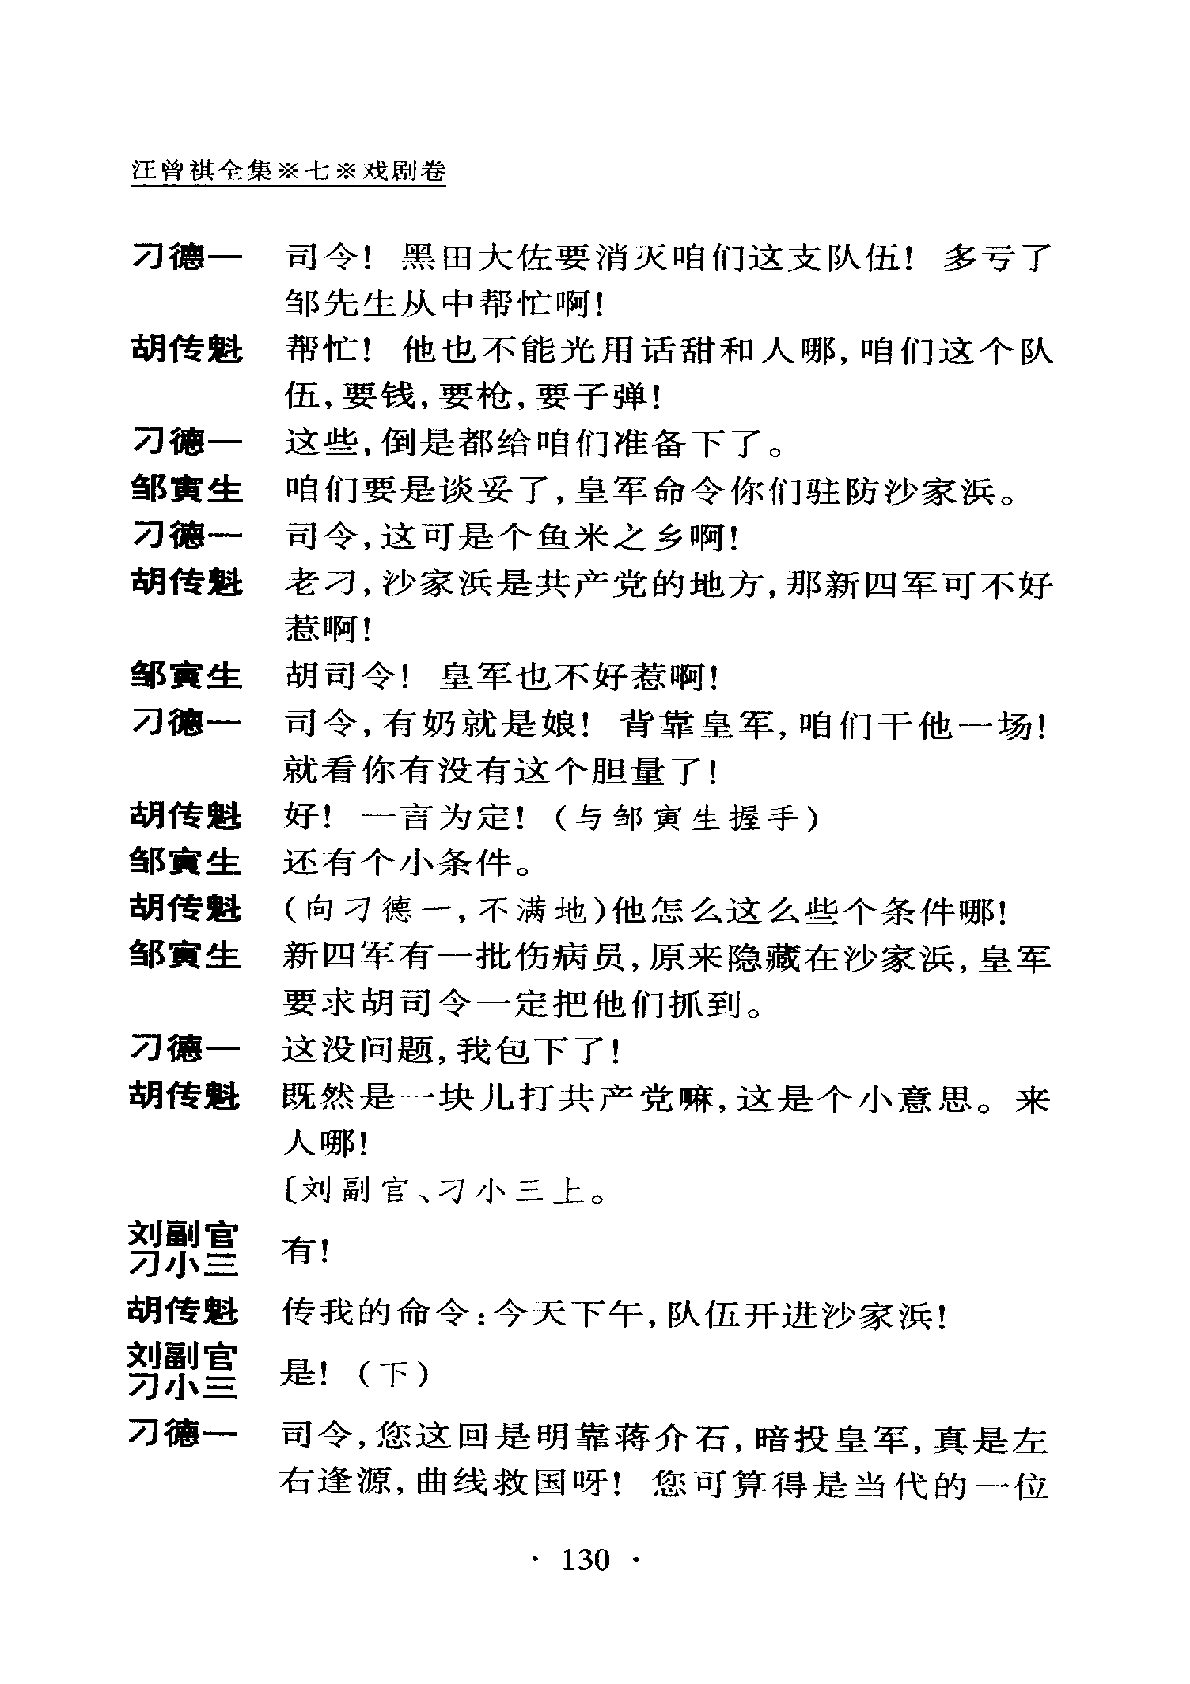 汪曾祺全集※七※戏剧卷
刁德一 司令！ 黑田大佐要消灭咱们这支队伍！ 多亏了
邹先生从中帮忙啊！
胡传魁 帮忙！ 他也不能光用话甜和人哪，咱们这个队
伍，要钱，要枪，要子弹！
刁德一 这些，倒是都给咱们准备下了。
邹寅生 咱们要是谈妥了，皇军命令你们驻防沙家浜。
刁德一 司令，这可是个鱼米之乡啊！
胡传魁 老刁，沙家浜是共产党的地方，那新四军可不好
惹啊！
邹寅生 胡司令！ 皇军也不好惹啊！
刁德一 司令，有奶就是娘！ 背靠皇军，咱们干他一场！
就看你有没有这个胆量了！
胡传魁 好！ 一言为定！（与邹寅生握手）
邹寅生 还有个小条件。
胡传魁 （向刁德一，不满地）他怎么这么些个条件哪！
邹寅生 新四军有一批伤病员，原来隐藏在沙家浜，皇军
要求胡司令一定把他们抓到。
刁德一 这没问题，我包下了！
胡传魁 既然是一块儿打共产党嘛，这是个小意思。来
人哪！
〔刘副官、刁小三上。
刘副官
刁小三 有！
胡传魁 传我的命令：今天下午，队伍开进沙家浜！
刘副官
刁小三 是！（下）
刁德一 司令，您这回是明靠蒋介石，暗投皇军，真是左
右逢源，曲线救国呀！ 您可算得是当代的一位
· 130 ·